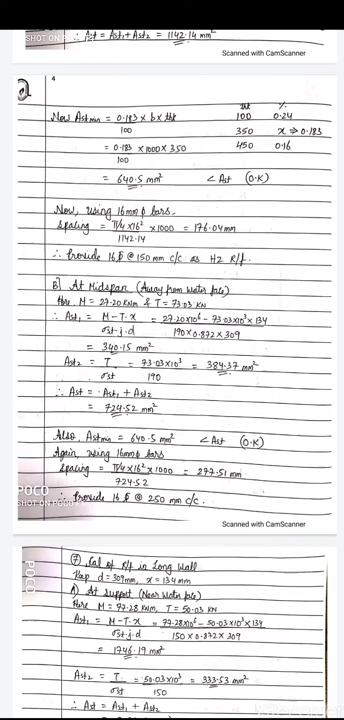 ∴ Ast = Ast1 + Ast2 = 1142.14 mm²
SHOT ON
Scanned with CamScanner
4
tht %
Now Ast min = 0.183 × b × tht 100 0.24
100 350 x ⇒ 0.183
= 0.183 × 1000 × 350 450 0.16
100
= 640.5 mm² < Ast (O.K)
Now, using 16mm ϕ bars.
Spacing = π/4 × 16² × 1000 = 176.04 mm
1142.14
∴ Provide 16 ϕ @ 150 mm c/c as HZ R/f.
B] At Midspan (Away from water face)
Here, M = 27.20 KNm & T = 73.03 KN
∴ Ast1 = M - T.x = 27.20×10⁶ - 73.03×10³ × 134
σst.j.d 190 × 0.872 × 309
= 340.15 mm²
Ast2 = T = 73.03×10³ = 384.37 mm²
σst 190
∴ Ast = Ast1 + Ast2
= 724.52 mm²
Also, Ast min = 640.5 mm² < Ast (O.K)
Again using 16mm ϕ bars
Spacing = π/4 × 16² × 1000 = 277.51 mm
724.52
POCO
SHOT ON POCO
∴ Provide 16 ϕ @ 250 mm c/c.
Scanned with CamScanner
⑦ Cal of R/f in Long Wall
Keep d = 309mm, x = 134 mm
A) At Support (Near Water face)
Here M = 77.28 KNm, T = 50.03 KN
Ast1 = M - T.x = 77.28×10⁶ - 50.03×10³ × 134
σst.j.d 150 × 0.872 × 309
= 1746.19 mm²
POCO
Ast2 = T = 50.03×10³ = 333.53 mm²
σst 150
∴ Ast = Ast1 + Ast2